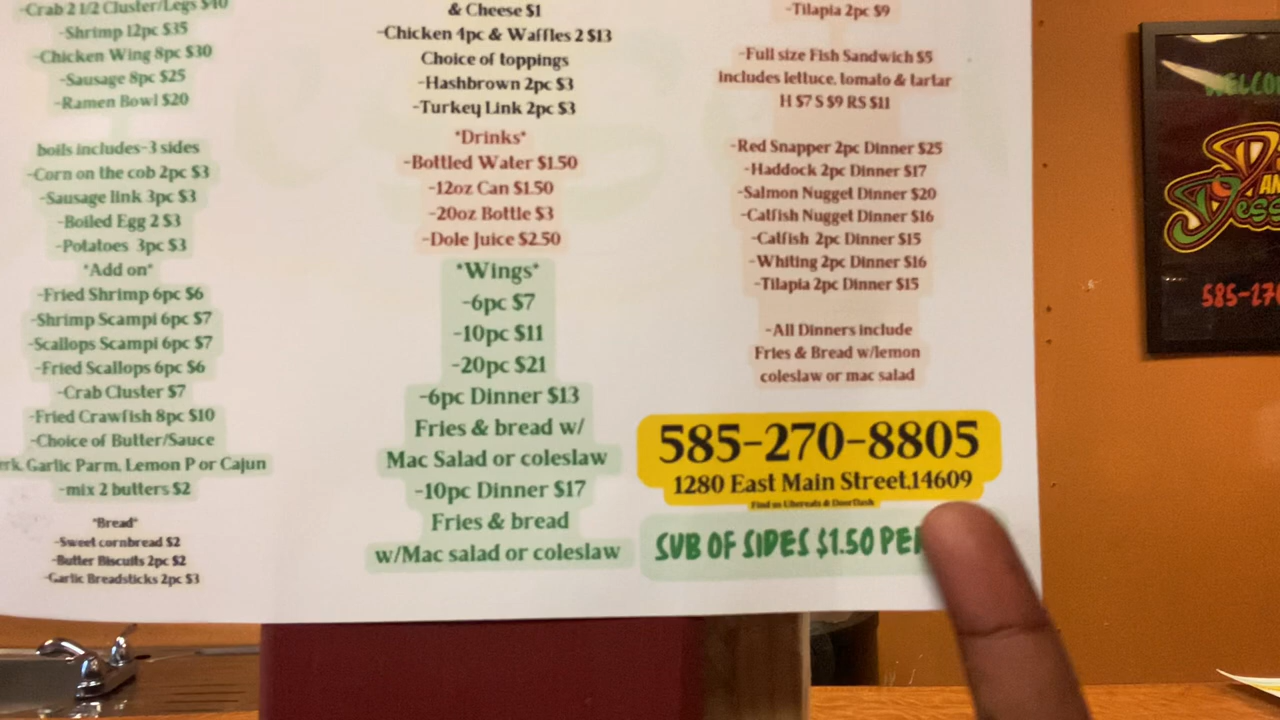 -Crab 2 1/2 Cluster/Legs $40
-Shrimp 12pc $35
-Chicken Wing 8pc $30
-Sausage 8pc $25
-Ramen Bowl $20
boils includes-3 sides
-Corn on the cob 2pc $3
-Sausage link 3pc $3
-Boiled Egg 2 $3
-Potatoes 3pc $3
*Add on*
-Fried Shrimp 6pc $6
-Shrimp Scampi 6pc $7
-Scallops Scampi 6pc $7
-Fried Scallops 6pc $6
-Crab Cluster $7
-Fried Crawfish 8pc $10
-Choice of Butter/Sauce
Garlic Parm, Lemon P or Cajun
-mix 2 butters $2
*Bread*
-Sweet cornbread $2
-Butter Biscuits 2pc $2
-Garlic Breadsticks 2pc $3
& Cheese $1
-Chicken 4pc & Waffles 2 $13
Choice of toppings
-Hashbrown 2pc $3
-Turkey Link 2pc $3
*Drinks*
-Bottled Water $1.50
-12oz Can $1.50
-20oz Bottle $3
-Dole Juice $2.50
*Wings*
-6pc $7
-10pc $11
-20pc $21
-6pc Dinner $13
Fries & bread w/
Mac Salad or coleslaw
-10pc Dinner $17
Fries & bread
w/Mac salad or coleslaw
-Tilapia 2pc $9
-Full size Fish Sandwich $5
includes lettuce, tomato & tartar
H $7 S $9 RS $11
-Red Snapper 2pc Dinner $25
-Haddock 2pc Dinner $17
-Salmon Nugget Dinner $20
-Catfish Nugget Dinner $16
-Catfish 2pc Dinner $15
-Whiting 2pc Dinner $16
-Tilapia 2pc Dinner $15
-All Dinners include
Fries & Bread w/lemon
coleslaw or mac salad
585-270-8805
1280 East Main Street,14609
Find us Ubereats & DoorDash
SUB OF SIDES $1.50 PE
WELCO
585-270